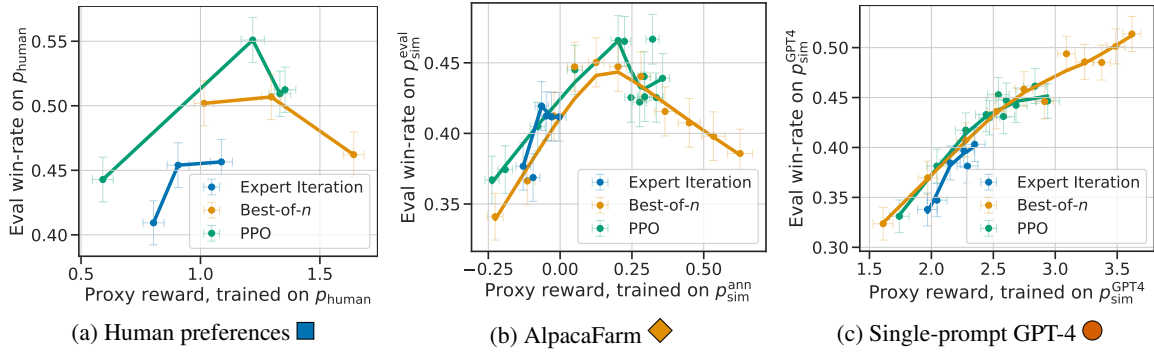 Eval win-rate on p_human
0.55
0.50
0.45
0.40
0.5
1.0
1.5
Expert Iteration
Best-of-n
PPO
Proxy reward, trained on p_human
(a) Human preferences
Eval win-rate on p_sim^eval
0.45
0.40
0.35
−0.25
0.00
0.25
0.50
0.75
Expert Iteration
Best-of-n
PPO
Proxy reward, trained on p_sim^ann
(b) AlpacaFarm
Eval win-rate on p_sim^GPT4
0.50
0.45
0.40
0.35
0.30
1.5
2.0
2.5
3.0
3.5
Expert Iteration
Best-of-n
PPO
Proxy reward, trained on p_sim^GPT4
(c) Single-prompt GPT-4